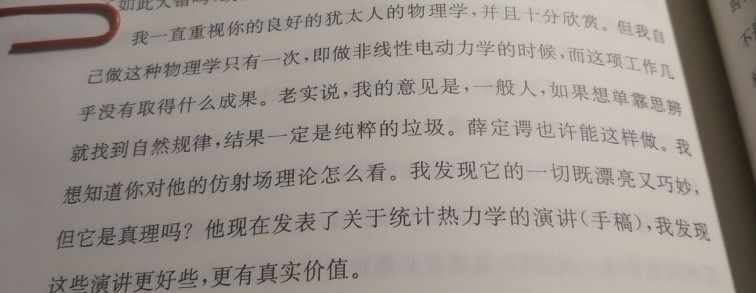 如此大错
我一直重视你的良好的犹太人的物理学,并且十分欣赏。但我自
己做这种物理学只有一次,即做非线性电动力学的时候,而这项工作几
乎没有取得什么成果。老实说,我的意见是,一般人,如果想单靠思辨
就找到自然规律,结果一定是纯粹的垃圾。薛定谔也许能这样做。我
想知道你对他的仿射场理论怎么看。我发现它的一切既漂亮又巧妙,
但它是真理吗?他现在发表了关于统计热力学的演讲(手稿),我发现
这些演讲更好些,更有真实价值。